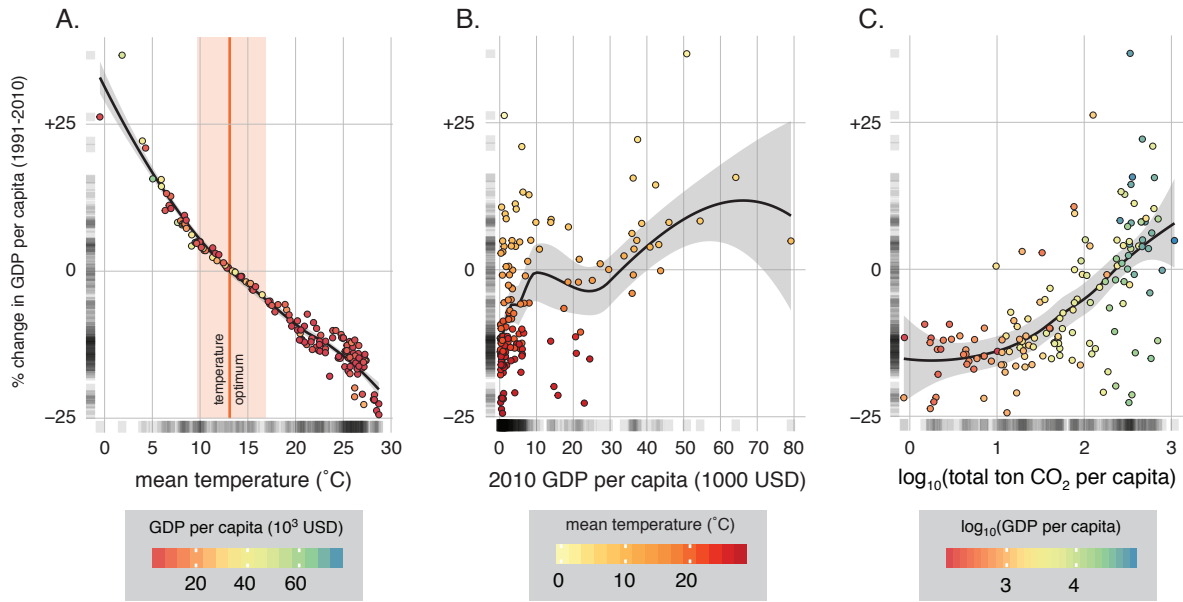 A.
B.
C.
% change in GDP per capita (1991-2010)
+25
0
−25
temperature
optimum
0 5 10 15 20 25 30
mean temperature (˚C)
GDP per capita (10³ USD)
20 40 60
+25
0
−25
0 10 20 30 40 50 60 70 80
2010 GDP per capita (1000 USD)
mean temperature (˚C)
0 10 20
+25
0
−25
0 1 2 3
log₁₀(total ton CO₂ per capita)
log₁₀(GDP per capita)
3 4